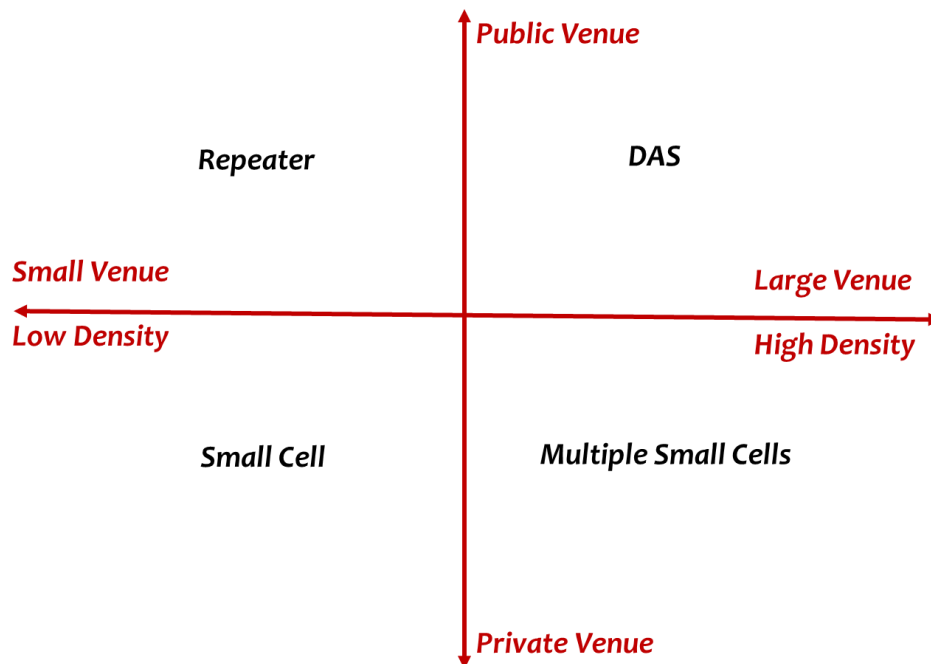 Public Venue
Repeater
DAS
Small Venue
Large Venue
Low Density
High Density
Small Cell
Multiple Small Cells
Private Venue